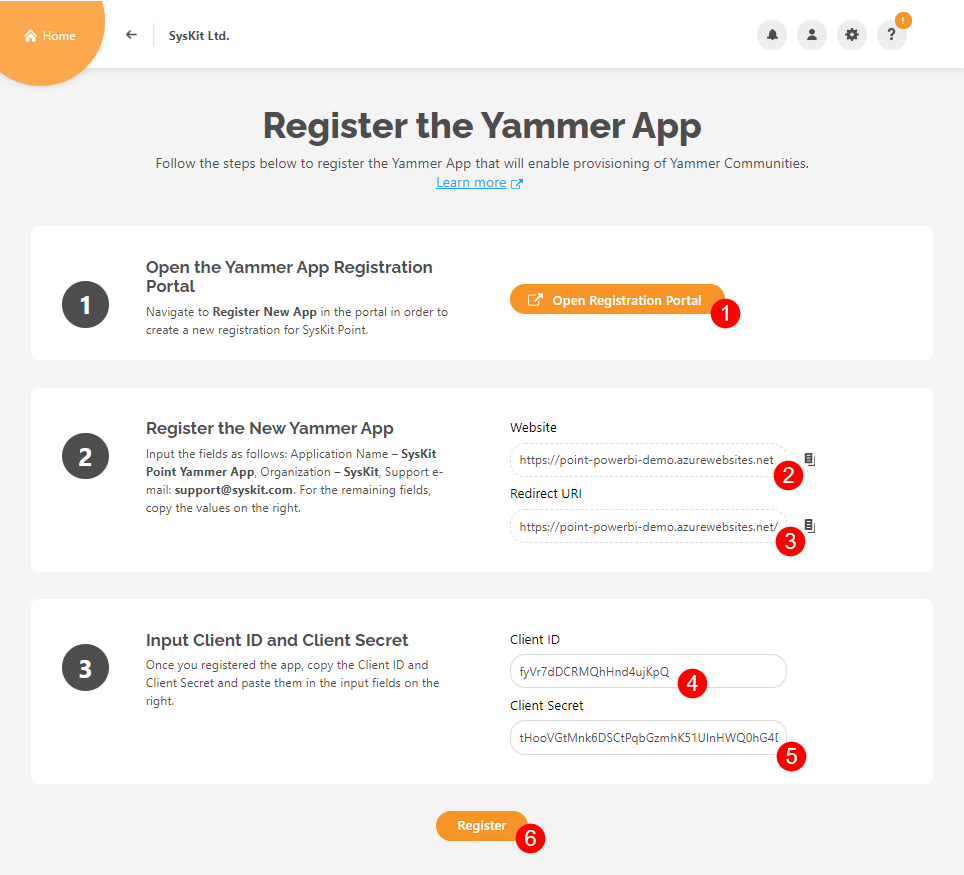 Home
SysKit Ltd.
?
!
Register the Yammer App
Follow the steps below to register the Yammer App that will enable provisioning of Yammer Communities.
Learn more
1
Open the Yammer App Registration
Portal
Navigate to Register New App in the portal in order to
create a new registration for SysKit Point.
Open Registration Portal
1
2
Register the New Yammer App
Input the fields as follows: Application Name – SysKit
Point Yammer App, Organization – SysKit, Support e-
mail: support@syskit.com. For the remaining fields,
copy the values on the right.
Website
https://point-powerbi-demo.azurewebsites.net
2
Redirect URI
https://point-powerbi-demo.azurewebsites.net/
3
3
Input Client ID and Client Secret
Once you registered the app, copy the Client ID and
Client Secret and paste them in the input fields on the
right.
Client ID
fyVr7dDCRMQhHnd4ujKpQ
4
Client Secret
5
Register
6